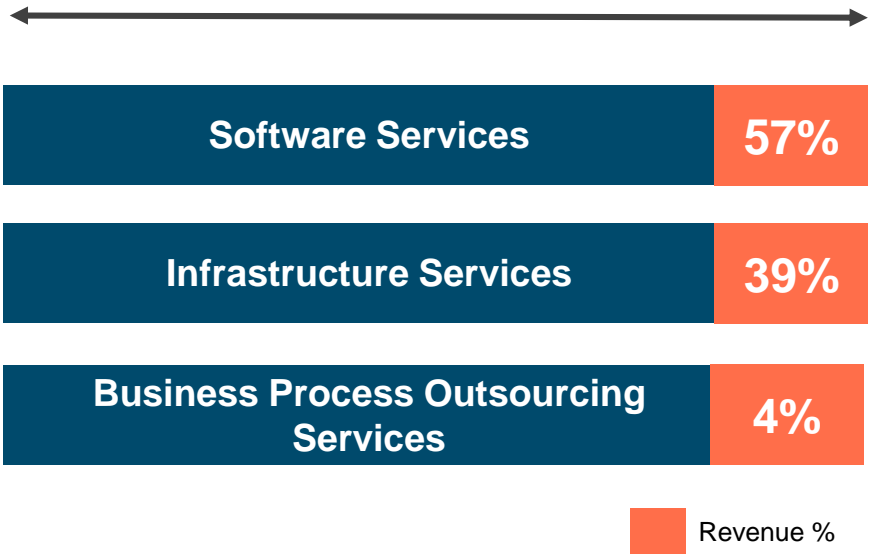 Software Services
57%
Infrastructure Services
39%
Business Process Outsourcing
Services
4%
Revenue %